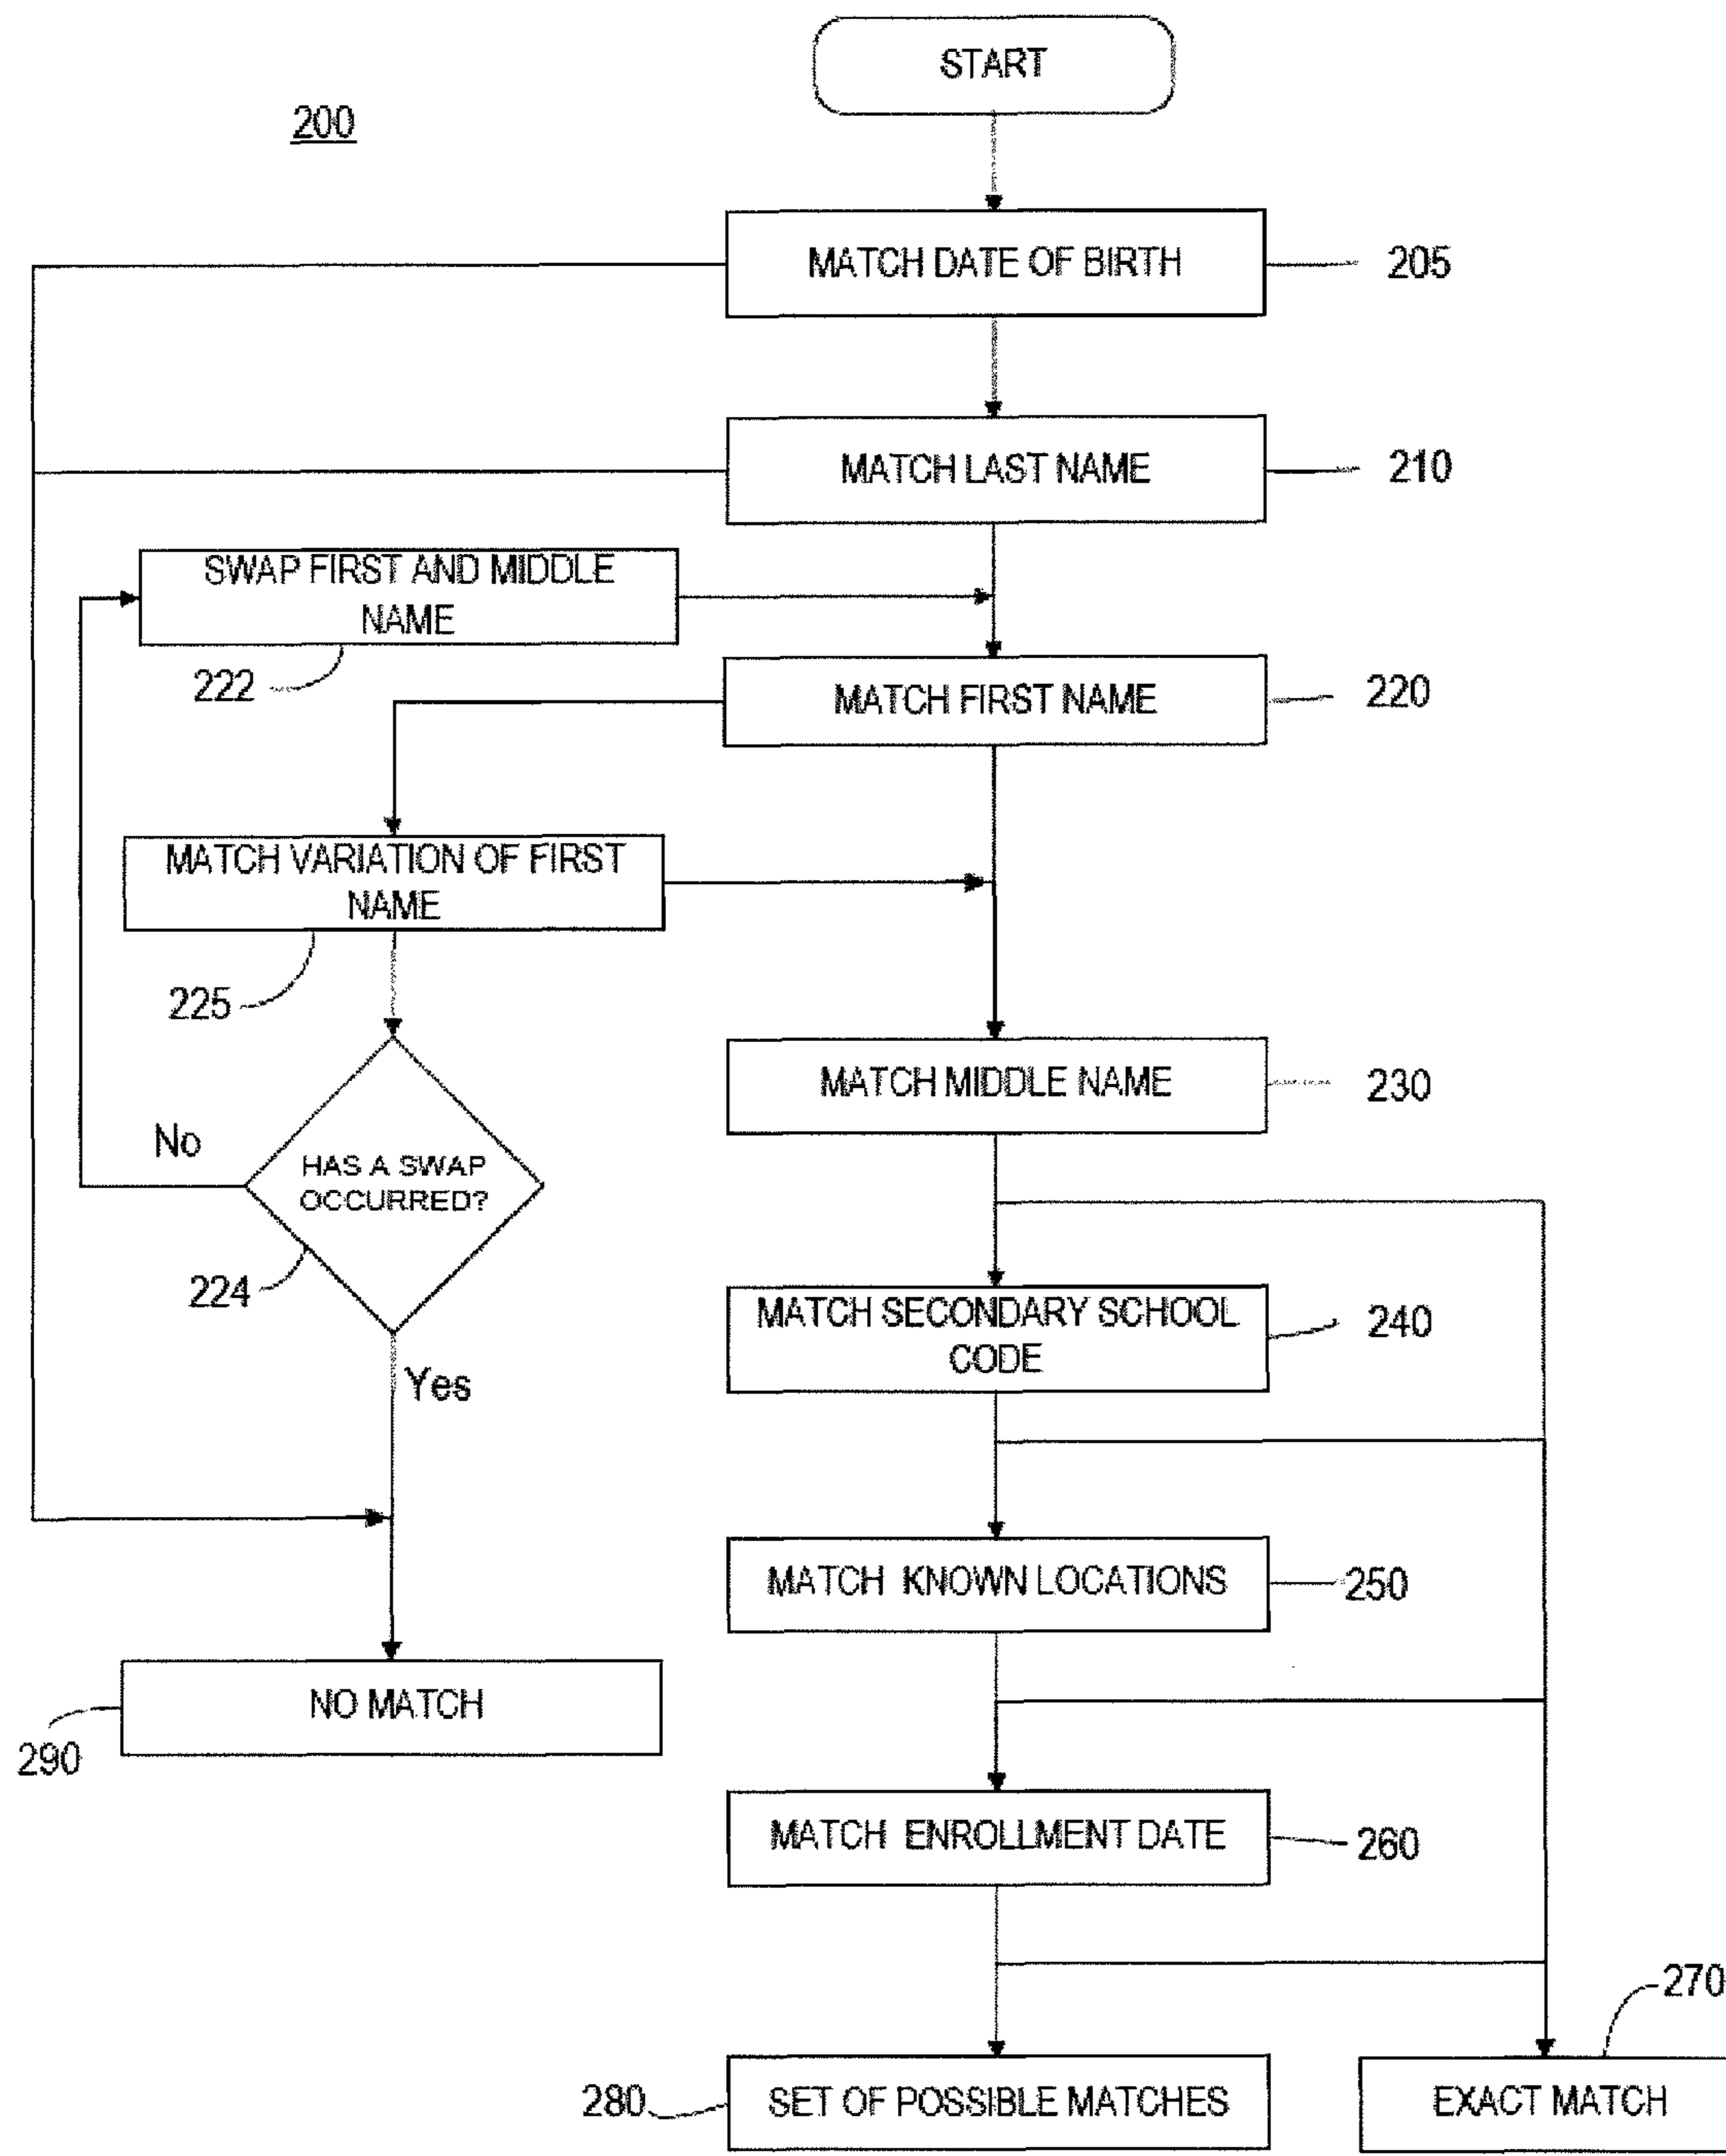 START
200
MATCH DATE OF BIRTH
205
MATCH LAST NAME
210
SWAP FIRST AND MIDDLE
NAME
222
MATCH FIRST NAME
220
MATCH VARIATION OF FIRST
NAME
225
MATCH MIDDLE NAME
230
No
HAS A SWAP
OCCURRED?
224
Yes
MATCH SECONDARY SCHOOL
CODE
240
MATCH KNOWN LOCATIONS
250
NO MATCH
290
MATCH ENROLLMENT DATE
260
270
280
SET OF POSSIBLE MATCHES
EXACT MATCH